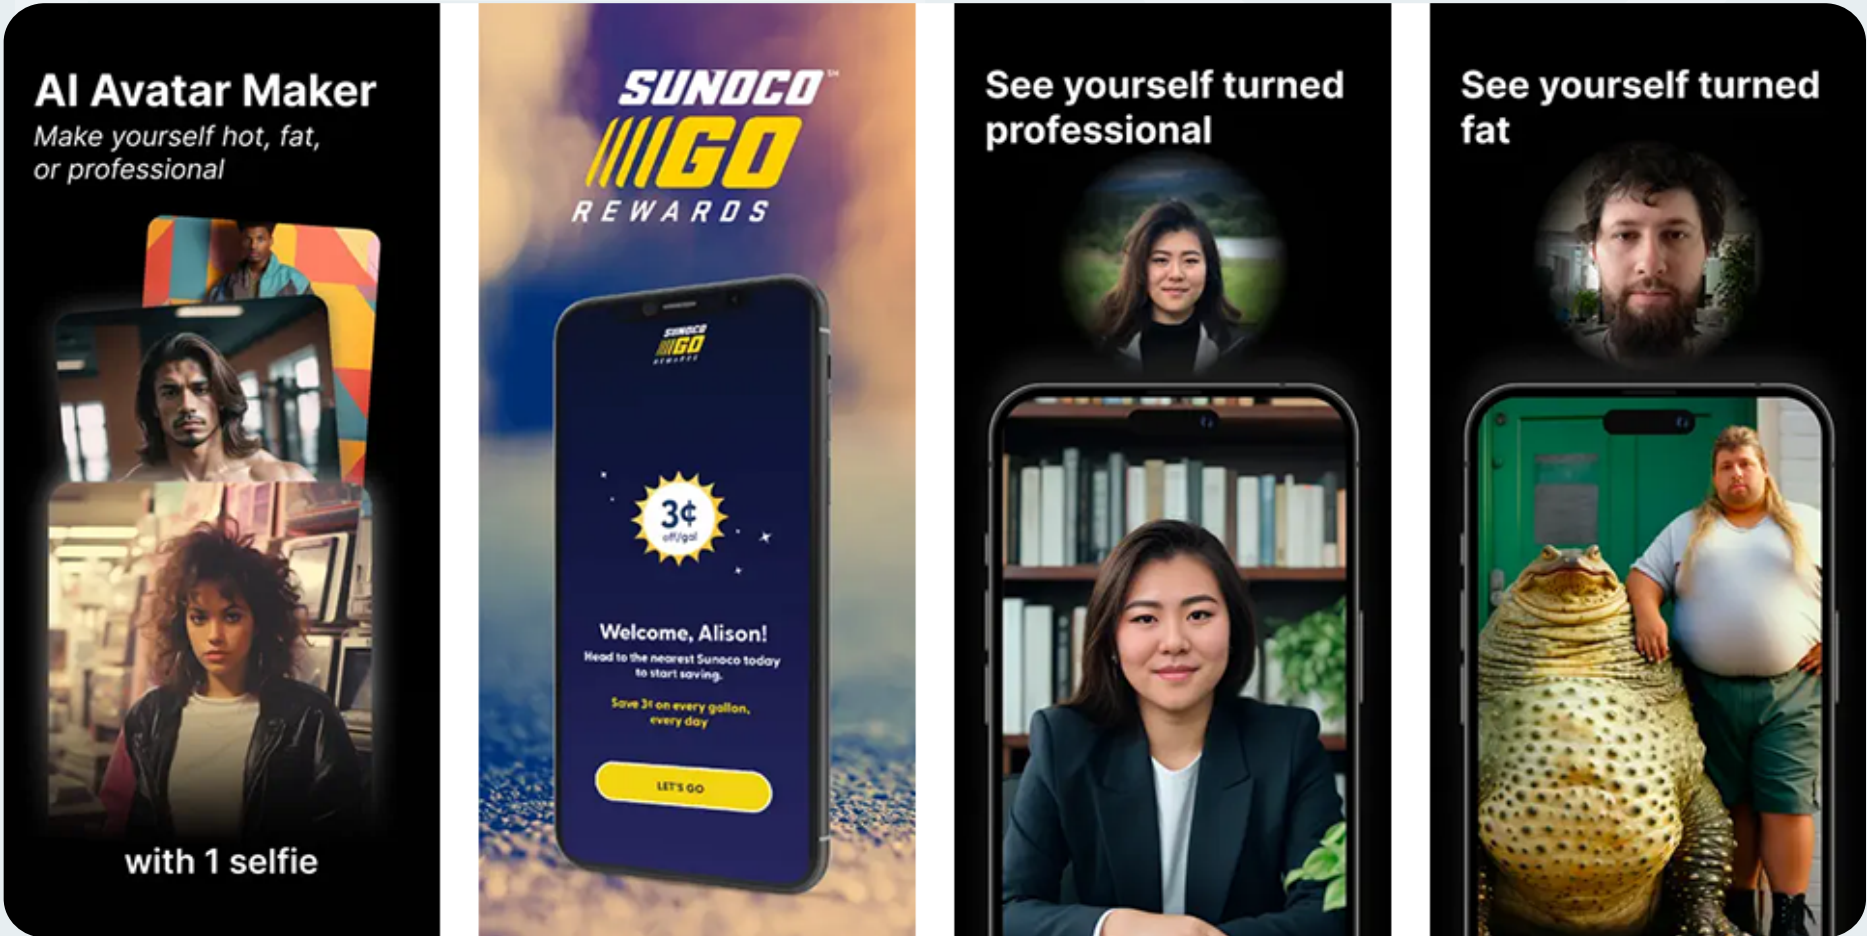 AI Avatar Maker
Make yourself hot, fat,
or professional
with 1 selfie
SUNOCO℠
GO
REWARDS
SUNOCO
GO
REWARDS
3¢
off/gal
Welcome, Alison!
Head to the nearest Sunoco today
to start saving.
Save 3¢ on every gallon,
every day
LET'S GO
See yourself turned
professional
See yourself turned
fat